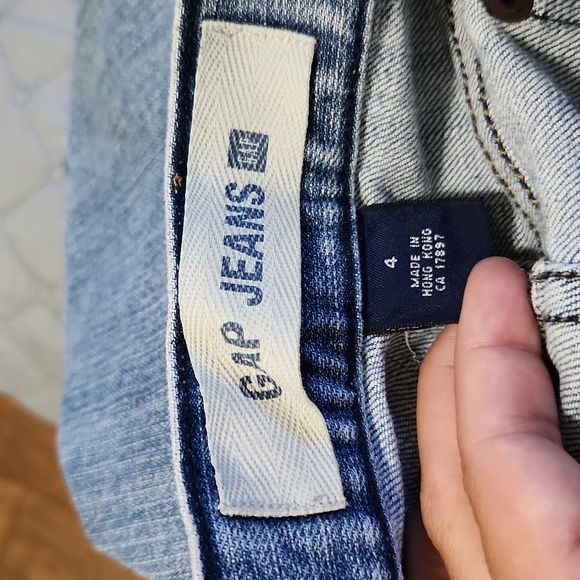 GAP JEANS
4
MADE IN
HONG KONG
CA 17897